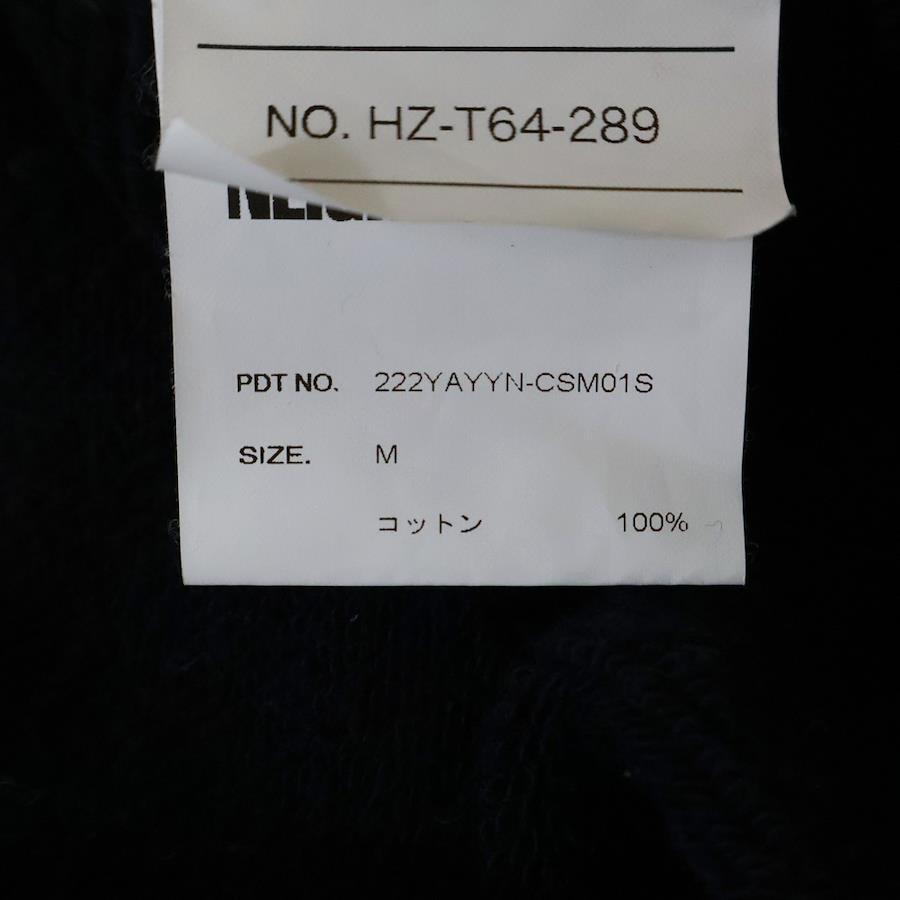 NO. HZ-T64-289
PDT NO. 222YAYYN-CSM01S
SIZE. M
コットン 100%